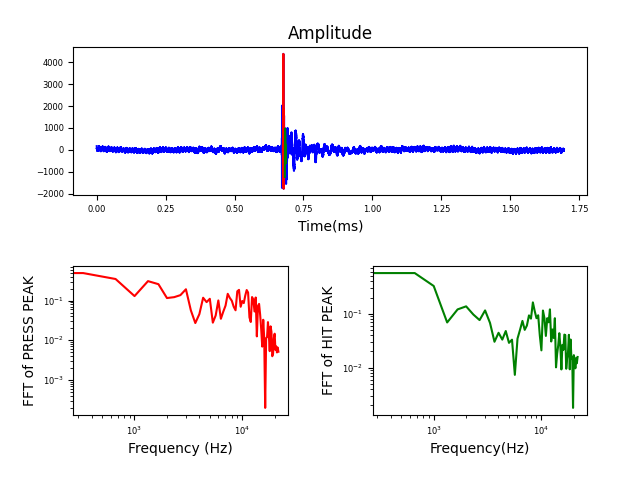 Amplitude
4000
3000
2000
1000
0
−1000
−2000
0.00 0.25 0.50 0.75 1.00 1.25 1.50 1.75
Time(ms)
FFT of PRESS PEAK
10⁻¹
10⁻²
10⁻³
10³ 10⁴
Frequency (Hz)
FFT of HIT PEAK
10⁻¹
10⁻²
10³ 10⁴
Frequency(Hz)